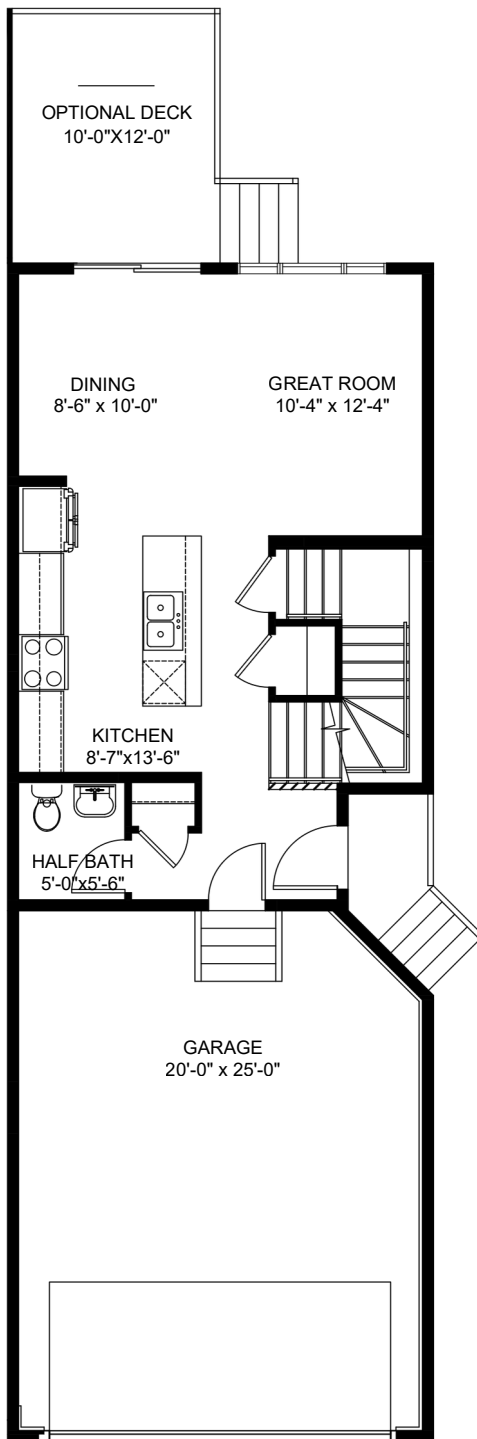 OPTIONAL DECK
10'-0"X12'-0"
DINING
8'-6" x 10'-0"
GREAT ROOM
10'-4" x 12'-4"
KITCHEN
8'-7"x13'-6"
HALF BATH
5'-0"x5'-6"
GARAGE
20'-0" x 25'-0"